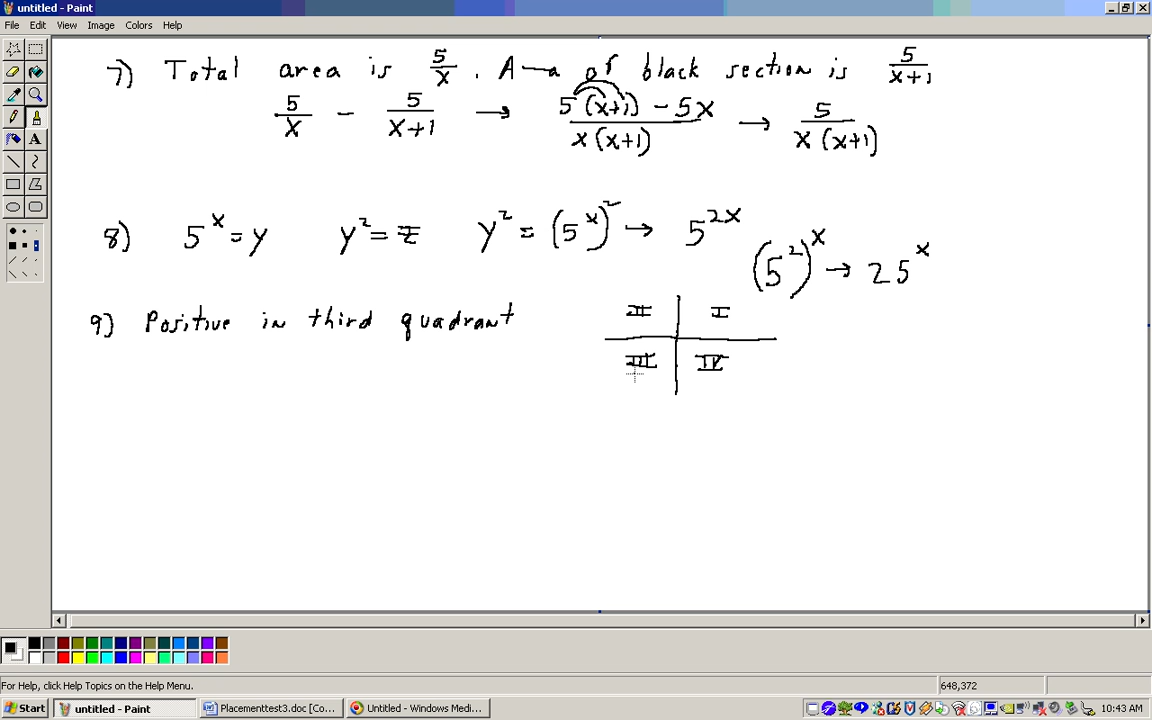 untitled - Paint
File Edit View Image Colors Help
7) Total area is 5/x . A of black section is 5/(x+1)
5/x - 5/(x+1) → (5(x+1) - 5x)/(x(x+1)) → 5/(x(x+1))
8) 5^x = y y^2 = z y^2 = (5^x)^2 → 5^(2x)
(5^2)^x → 25^x
9) Positive in third quadrant
II I
III IV
For Help, click Help Topics on the Help Menu.
648,372
Start untitled - Paint Placementtest3.doc [Co... Untitled - Windows Medi... 10:43 AM